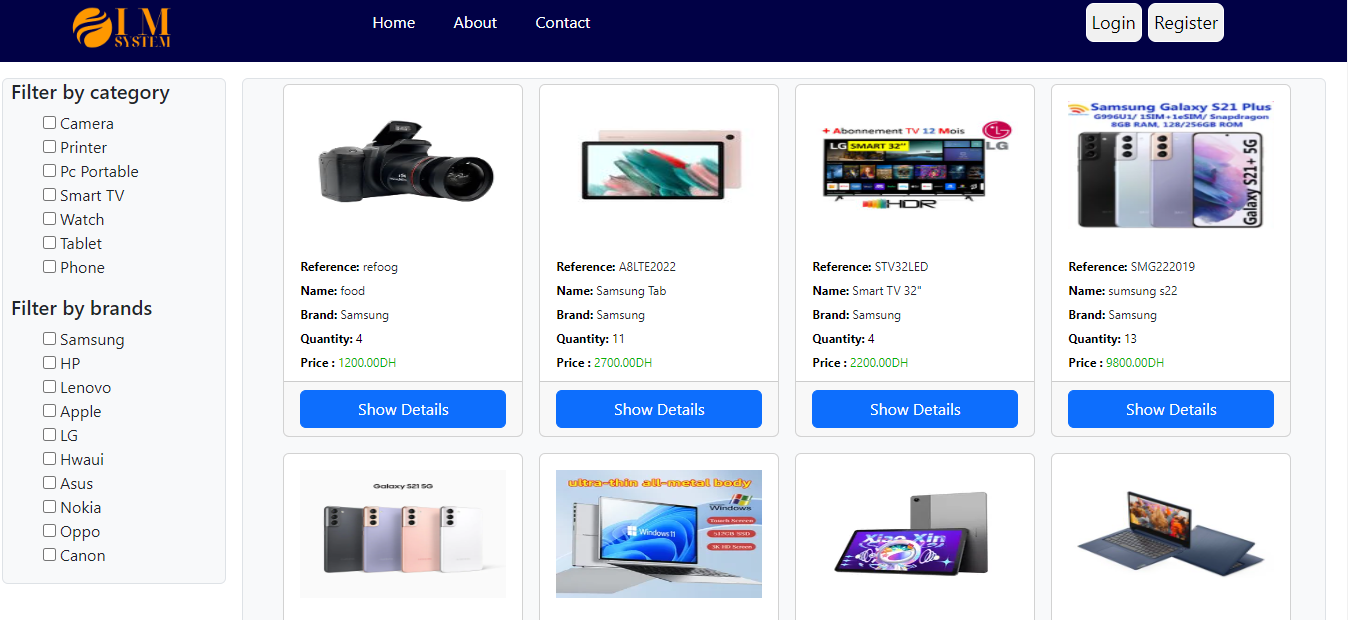 LM
SYSTEM
Home
About
Contact
Login
Register
Filter by category
Camera
Printer
Pc Portable
Smart TV
Watch
Tablet
Phone
Filter by brands
Samsung
HP
Lenovo
Apple
LG
Hwaui
Asus
Nokia
Oppo
Canon
Reference: refoog
Name: food
Brand: Samsung
Quantity: 4
Price : 1200.00DH
Show Details
Reference: A8LTE2022
Name: Samsung Tab
Brand: Samsung
Quantity: 11
Price : 2700.00DH
Show Details
+ Abonnement TV 12 Mois
LG
LG SMART 32"
HDR
Reference: STV32LED
Name: Smart TV 32"
Brand: Samsung
Quantity: 4
Price : 2200.00DH
Show Details
Samsung Galaxy S21 Plus
G996U1/ 1SIM+1eSIM/ Snapdragon
8GB RAM, 128/256GB ROM
Galaxy S21+ 5G
Reference: SMG222019
Name: sumsung s22
Brand: Samsung
Quantity: 13
Price : 9800.00DH
Show Details
Galaxy S21 5G
ultra-thin all-metal body
Windows
Touch Screen
512GB SSD
3K HD Screen
Windows 11
Xiao Xin